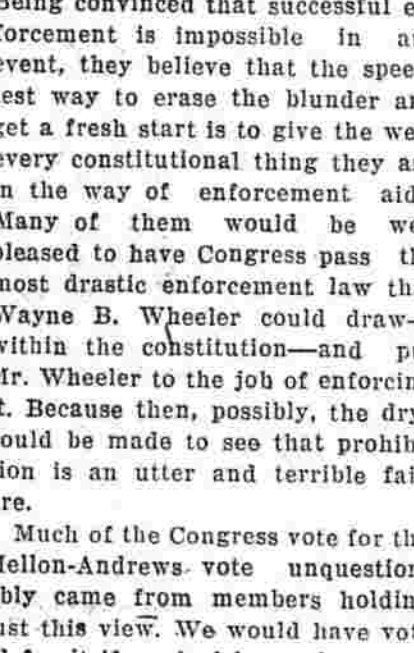 Being convinced that successful e
forcement is impossible in a
event, they believe that the spee
est way to erase the blunder a
get a fresh start is to give the we
every constitutional thing they a
n the way of enforcement aid
Many of them would be we
pleased to have Congress pass th
most drastic enforcement law th
Wayne B. Wheeler could draw-
within the constitution—and p
Mr. Wheeler to the job of enforcin
t. Because then, possibly, the dry
ould be made to see that prohib
tion is an utter and terrible fai
re.
Much of the Congress vote for th
Mellon-Andrews vote unquestion
bly came from members holdin
ust this view. We would have vot